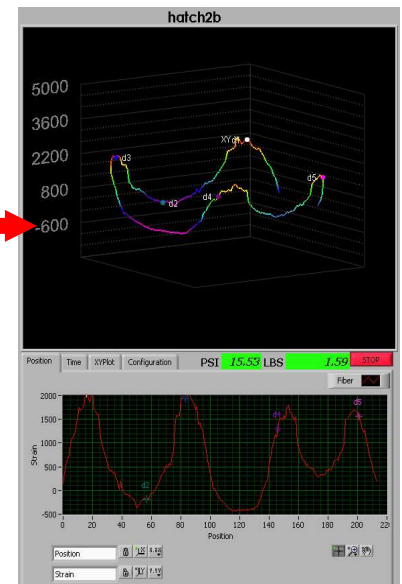 hatch2b
5000
3600
2200
800
-600
XY d1
d3
d5
d4
d2
Position Time XYPlot Configuration PSI 15.53 LBS 1.59 STOP
Fiber
2000
1500
1000
500
0
-500
Strain
d2
d4
d5
0 20 40 60 80 100 120 140 160 180 200 22
Position
Position
Strain